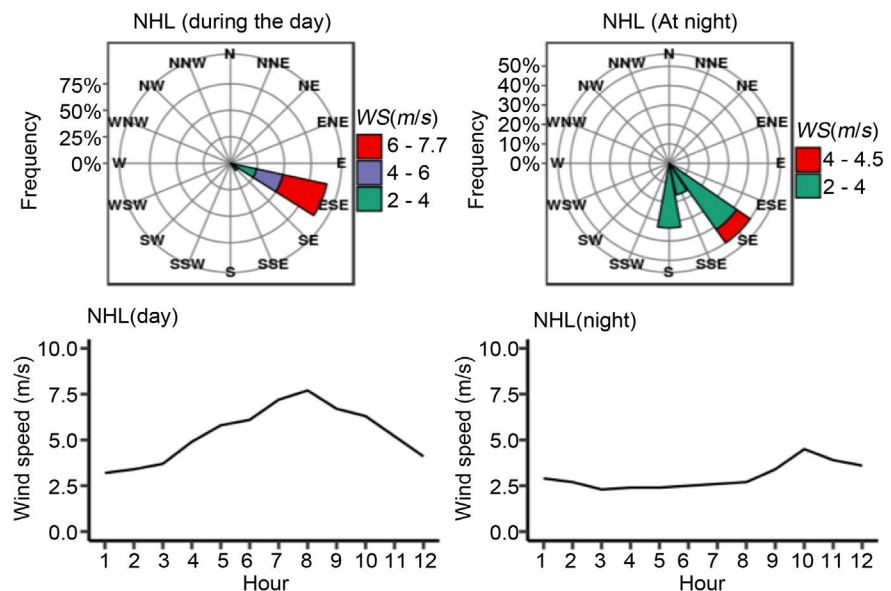 NHL (during the day)
N
NNE
NE
ENE
E
ESE
SE
SSE
S
SSW
SW
WSW
W
WNW
NW
NNW
75%
50%
25%
0%
Frequency
WS(m/s)
6 - 7.7
4 - 6
2 - 4
NHL (At night)
N
NNE
NE
ENE
E
ESE
SE
SSE
S
SSW
SW
WSW
W
WNW
NW
NNW
50%
40%
30%
20%
10%
0%
Frequency
WS(m/s)
4 - 4.5
2 - 4
NHL(day)
10.0
7.5
5.0
2.5
0.0
Wind speed (m/s)
1 2 3 4 5 6 7 8 9 10 11 12
Hour
NHL(night)
10.0
7.5
5.0
2.5
0.0
Wind speed (m/s)
1 2 3 4 5 6 7 8 9 10 11 12
Hour